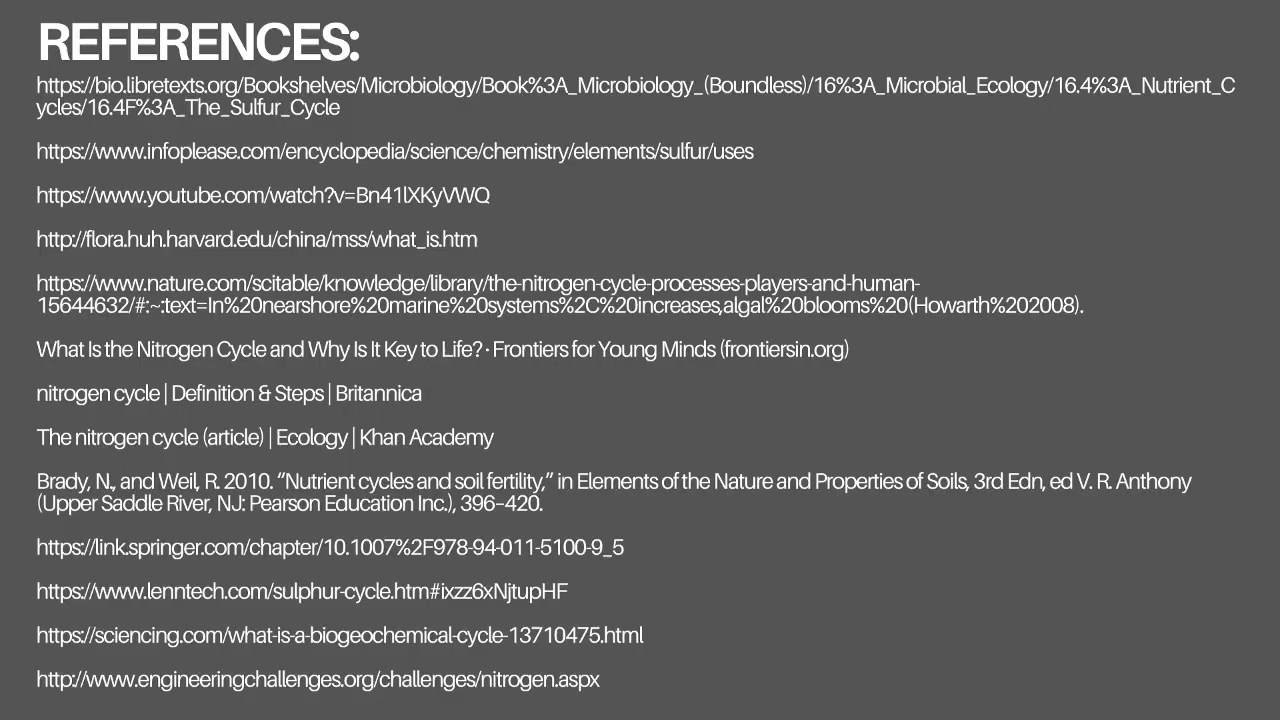 REFERENCES:
https://bio.libretexts.org/Bookshelves/Microbiology/Book%3A_Microbiology_(Boundless)/16%3A_Microbial_Ecology/16.4%3A_Nutrient_C
ycles/16.4F%3A_The_Sulfur_Cycle
https://www.infoplease.com/encyclopedia/science/chemistry/elements/sulfur/uses
https://www.youtube.com/watch?v=Bn41lXKyVWQ
http://flora.huh.harvard.edu/china/mss/what_is.htm
https://www.nature.com/scitable/knowledge/library/the-nitrogen-cycle-processes-players-and-human-
15644632/#:~:text=In%20nearshore%20marine%20systems%2C%20increases,algal%20blooms%20(Howarth%202008).
What Is the Nitrogen Cycle and Why Is It Key to Life? · Frontiers for Young Minds (frontiersin.org)
nitrogen cycle | Definition & Steps | Britannica
The nitrogen cycle (article) | Ecology | Khan Academy
Brady, N., and Weil, R. 2010. “Nutrient cycles and soil fertility,” in Elements of the Nature and Properties of Soils, 3rd Edn, ed V. R. Anthony
(Upper Saddle River, NJ: Pearson Education Inc.), 396–420.
https://link.springer.com/chapter/10.1007%2F978-94-011-5100-9_5
https://www.lenntech.com/sulphur-cycle.htm#ixzz6xNjtupHF
https://sciencing.com/what-is-a-biogeochemical-cycle-13710475.html
http://www.engineeringchallenges.org/challenges/nitrogen.aspx